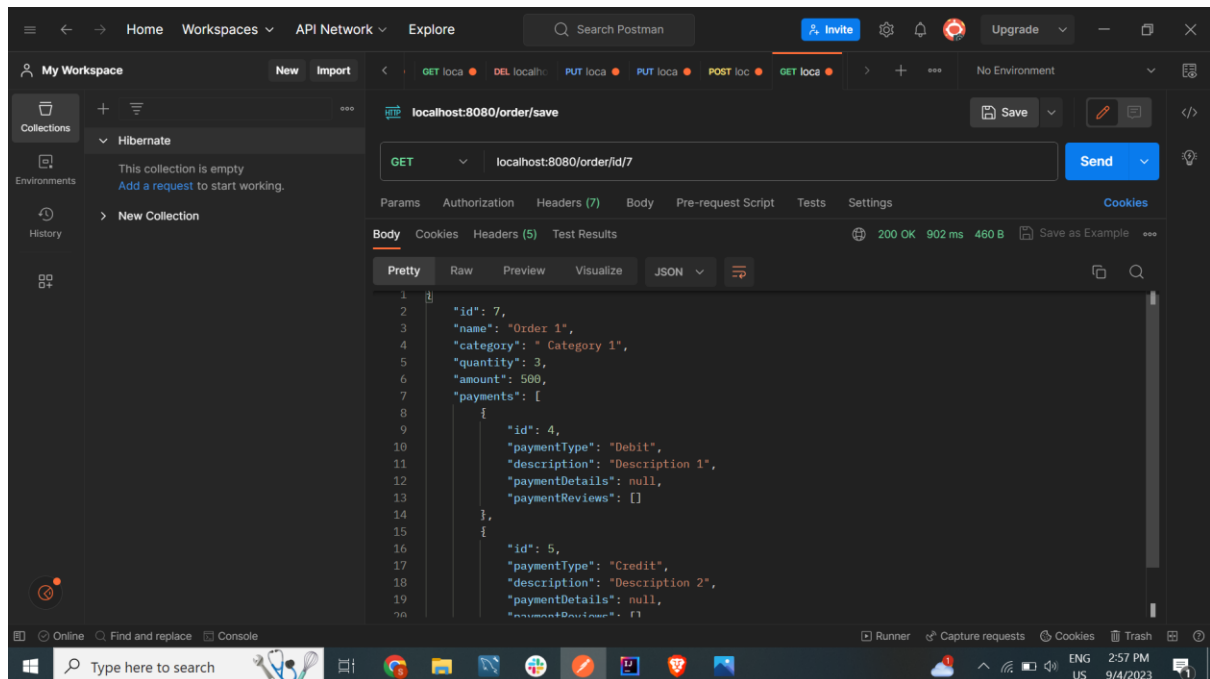 Home Workspaces API Network Explore Search Postman Invite Upgrade
My Workspace New Import GET loca DEL localho PUT loca PUT loca POST loc GET loca No Environment
Collections
Environments
History
Hibernate
This collection is empty
Add a request to start working.
New Collection
HTTP localhost:8080/order/save Save
GET localhost:8080/order/id/7 Send
Params Authorization Headers (7) Body Pre-request Script Tests Settings Cookies
Body Cookies Headers (5) Test Results 200 OK 902 ms 460 B Save as Example
Pretty Raw Preview Visualize JSON
1 {
2 "id": 7,
3 "name": "Order 1",
4 "category": " Category 1",
5 "quantity": 3,
6 "amount": 500,
7 "payments": [
8 {
9 "id": 4,
10 "paymentType": "Debit",
11 "description": "Description 1",
12 "paymentDetails": null,
13 "paymentReviews": []
14 },
15 {
16 "id": 5,
17 "paymentType": "Credit",
18 "description": "Description 2",
19 "paymentDetails": null,
20 "paymentReviews": []
Online Find and replace Console Runner Capture requests Cookies Trash
Type here to search ENG 2:57 PM
US 9/4/2023